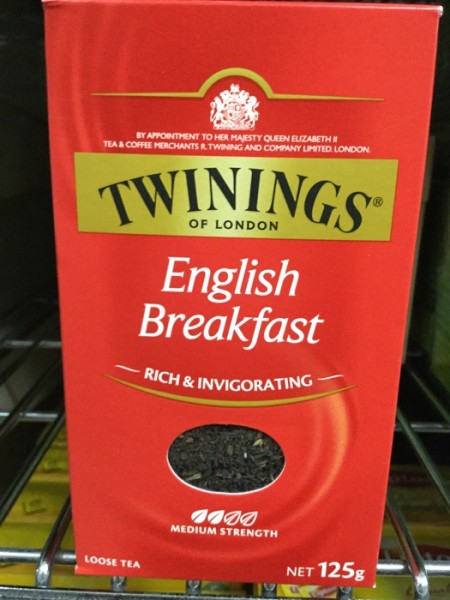 BY APPOINTMENT TO HER MAJESTY QUEEN ELIZABETH II
TEA & COFFEE MERCHANTS R. TWINING AND COMPANY LIMITED. LONDON.
TWININGS®
OF LONDON
English
Breakfast
RICH & INVIGORATING
MEDIUM STRENGTH
LOOSE TEA
NET 125g